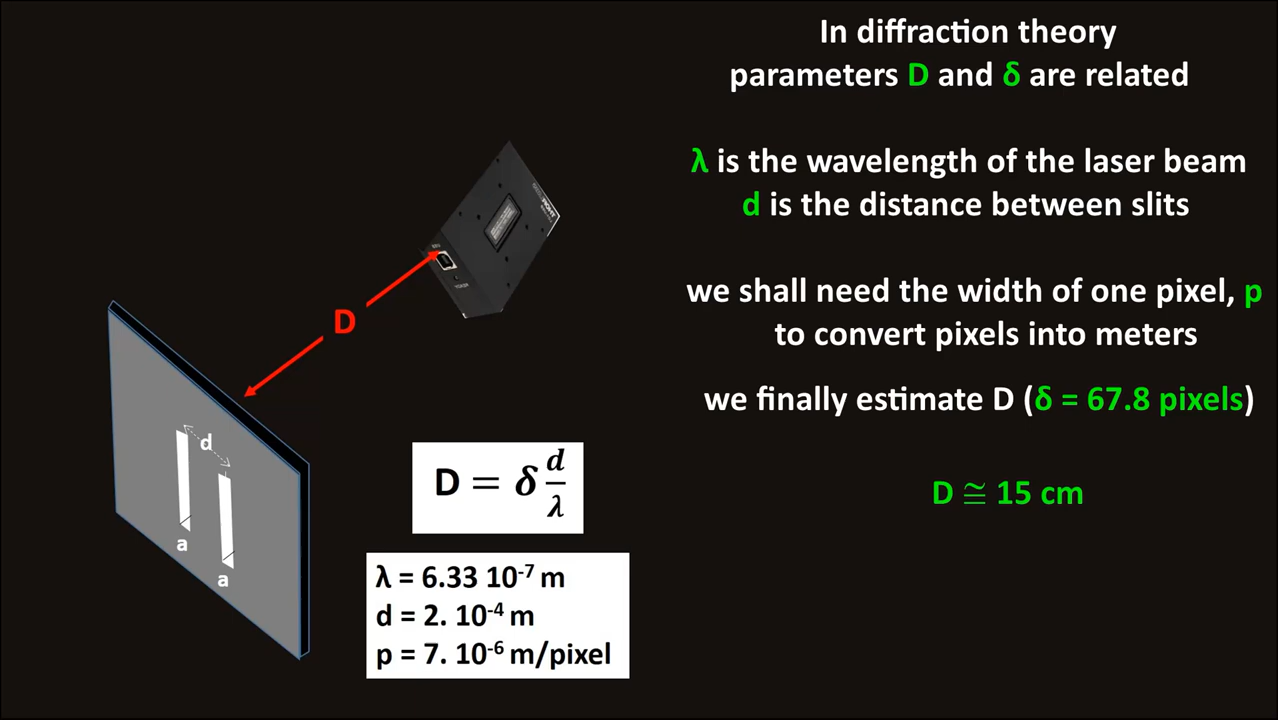 In diffraction theory
parameters D and δ are related
λ is the wavelength of the laser beam
d is the distance between slits
we shall need the width of one pixel, p
to convert pixels into meters
we finally estimate D (δ = 67.8 pixels)
D ≅ 15 cm
D
d
a
a
D = δ d/λ
λ = 6.33 10⁻⁷ m
d = 2. 10⁻⁴ m
p = 7. 10⁻⁶ m/pixel